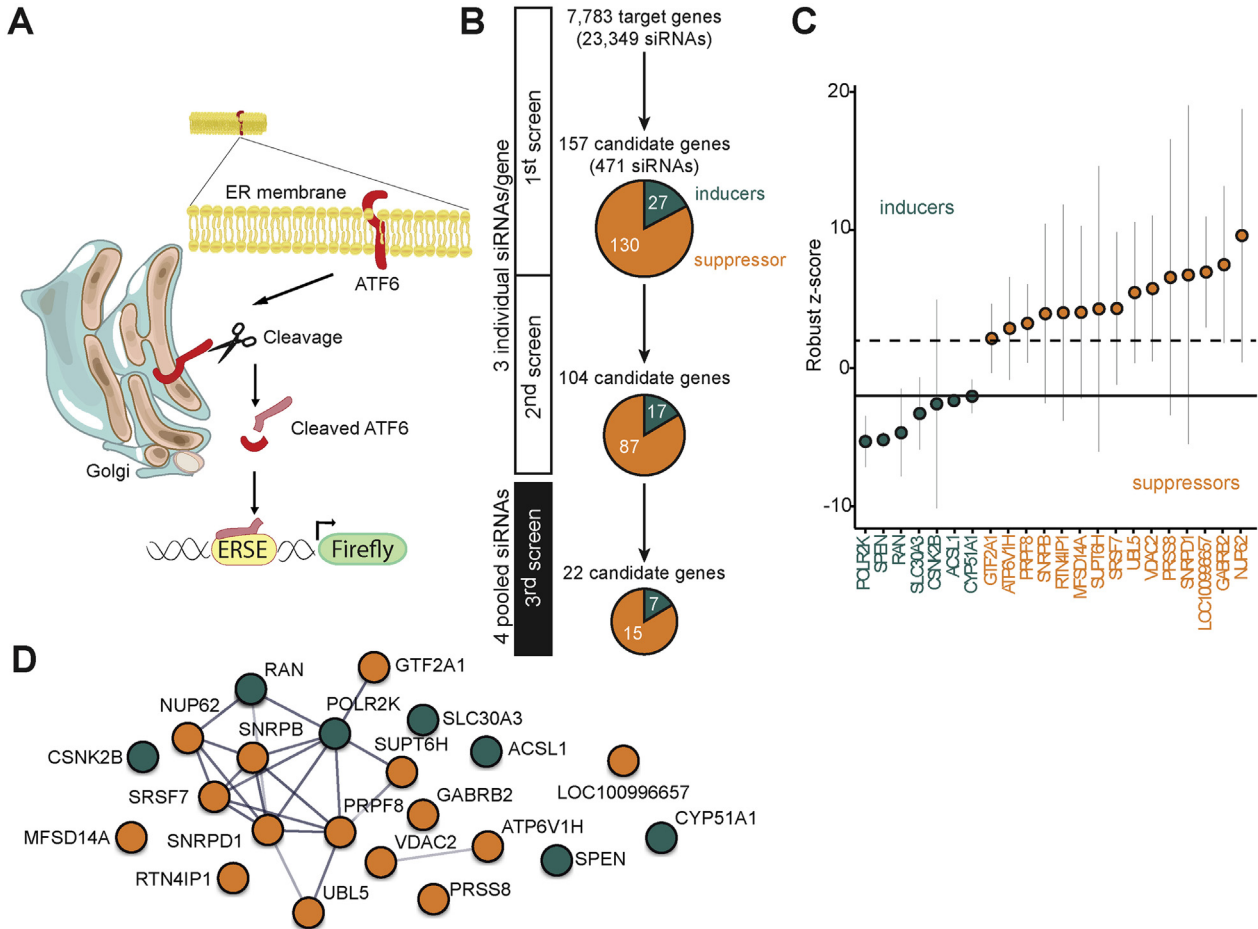 A
ER membrane
ATF6
Cleavage
Cleaved ATF6
Golgi
ERSE
Firefly
B
3 individual siRNAs/gene
4 pooled siRNAs
1st screen
2nd screen
3rd screen
7,783 target genes
(23,349 siRNAs)
157 candidate genes
(471 siRNAs)
27
inducers
130
suppressor
104 candidate genes
17
87
22 candidate genes
7
15
C
Robust z-score
20
10
0
-10
inducers
suppressors
POLR2K
SPEN
RAN
SLC30A3
CSNK2B
ACSL1
CYP51A1
GTF2A1
ATP6V1H
PRPF8
SNRPB
RTN4IP1
MFSD14A
SUPT6H
SRSF7
UBL5
VDAC2
PRSS8
SNRPD1
LOC100996657
GABRB2
NUP62
D
RAN
GTF2A1
NUP62
POLR2K
SLC30A3
SNRPB
SUPT6H
CSNK2B
ACSL1
LOC100996657
SRSF7
PRPF8
GABRB2
CYP51A1
MFSD14A
SNRPD1
VDAC2
ATP6V1H
SPEN
RTN4IP1
UBL5
PRSS8